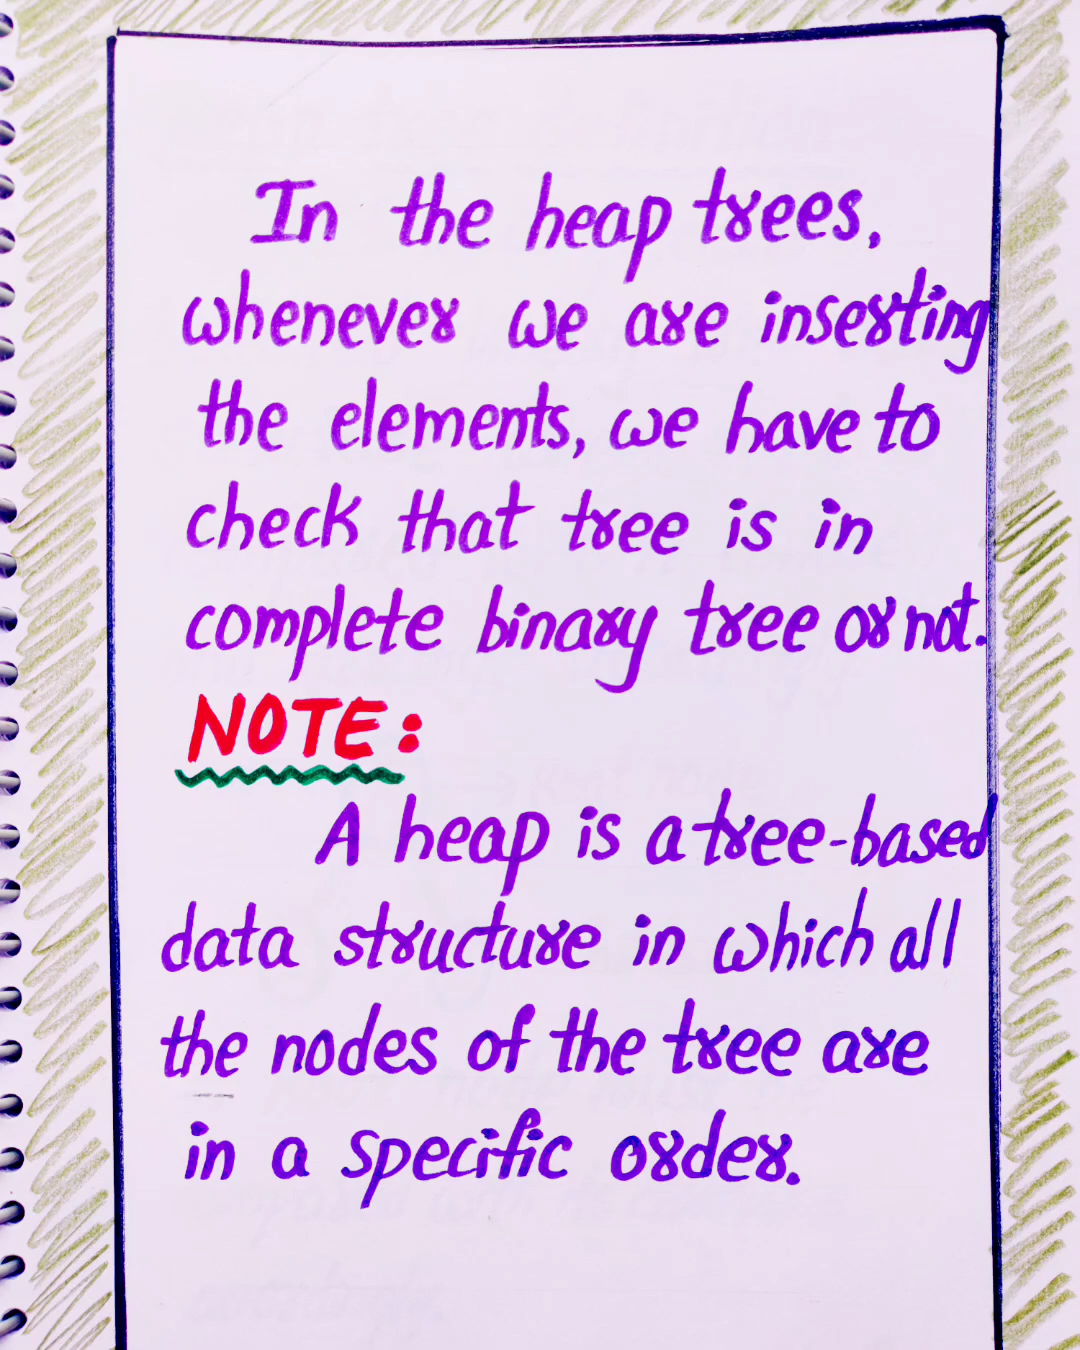 In the heap trees,
whenever we are inserting
the elements, we have to
check that tree is in
complete binary tree or not.
NOTE:
A heap is a tree-based
data structure in which all
the nodes of the tree are
in a specific order.